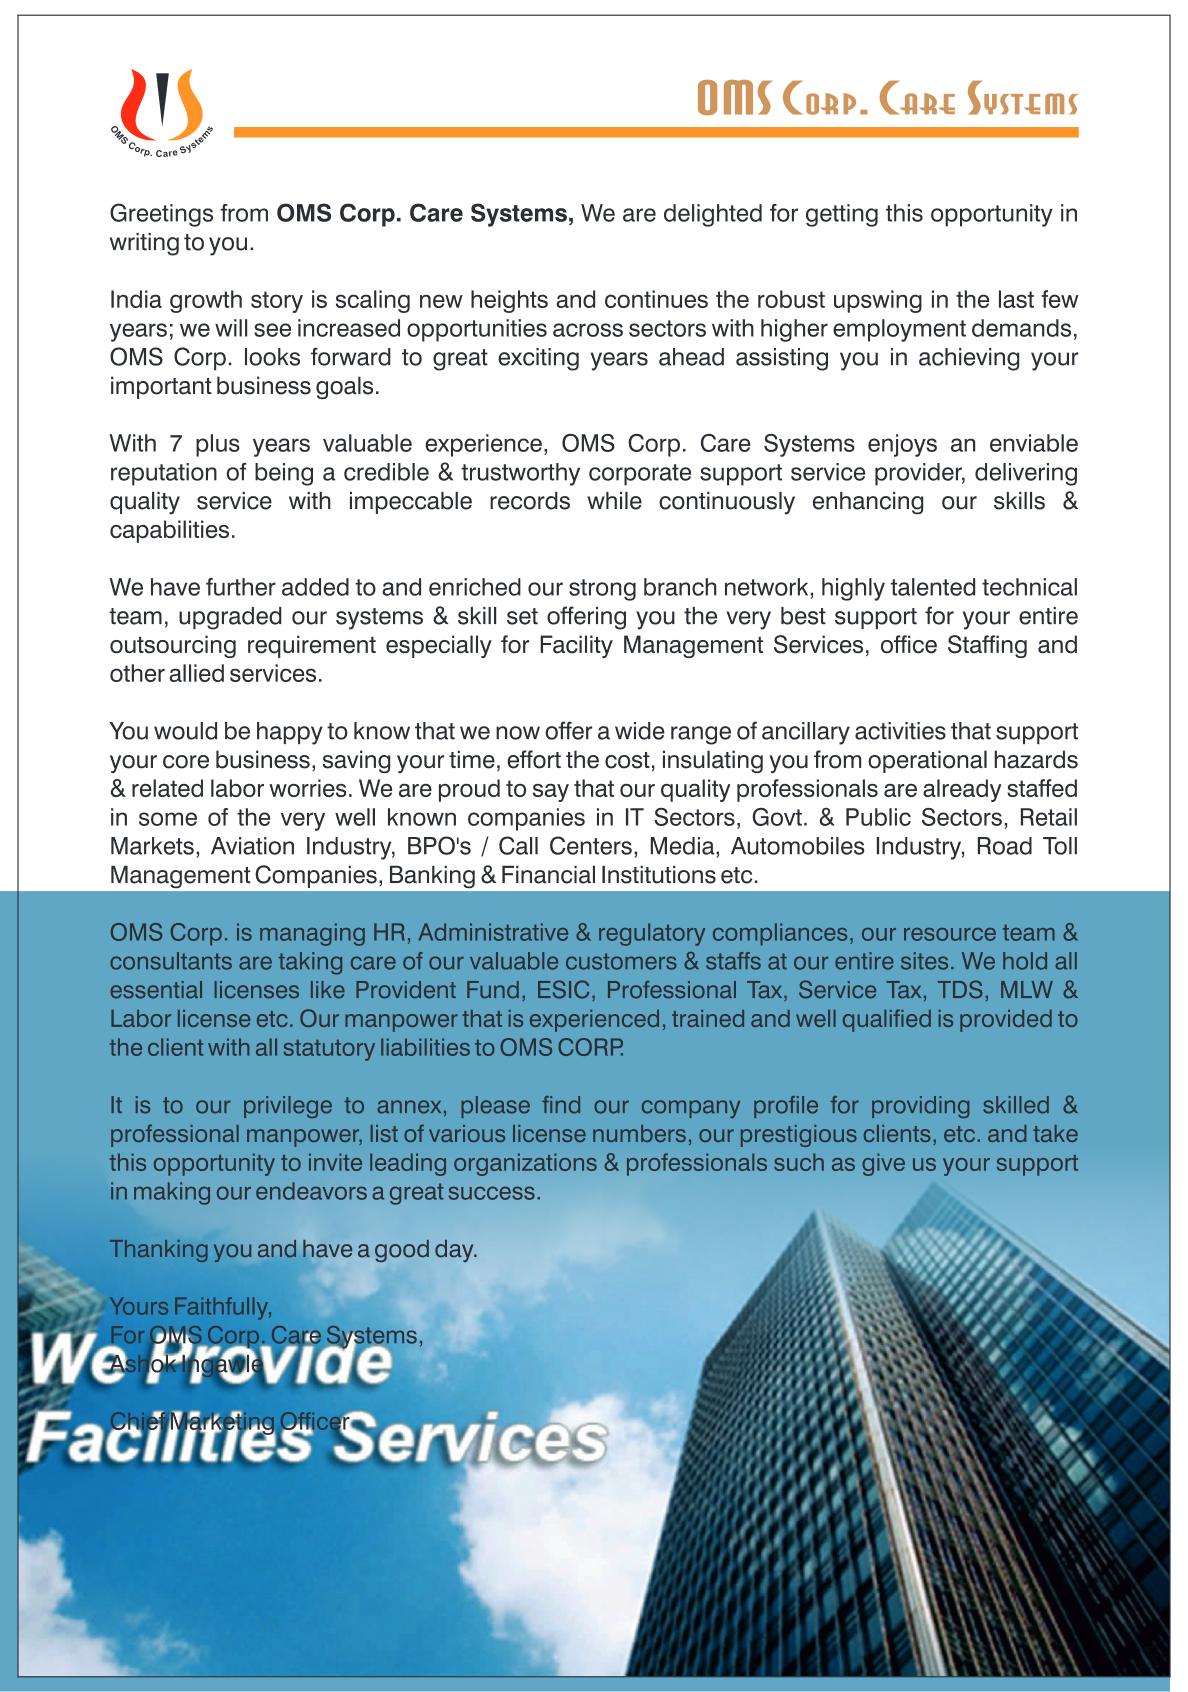 OMS Corp. Care Systems
OMS Corp. Care Systems
Greetings from OMS Corp. Care Systems, We are delighted for getting this opportunity in
writing to you.
India growth story is scaling new heights and continues the robust upswing in the last few
years; we will see increased opportunities across sectors with higher employment demands,
OMS Corp. looks forward to great exciting years ahead assisting you in achieving your
important business goals.
With 7 plus years valuable experience, OMS Corp. Care Systems enjoys an enviable
reputation of being a credible & trustworthy corporate support service provider, delivering
quality service with impeccable records while continuously enhancing our skills &
capabilities.
We have further added to and enriched our strong branch network, highly talented technical
team, upgraded our systems & skill set offering you the very best support for your entire
outsourcing requirement especially for Facility Management Services, office Staffing and
other allied services.
You would be happy to know that we now offer a wide range of ancillary activities that support
your core business, saving your time, effort the cost, insulating you from operational hazards
& related labor worries. We are proud to say that our quality professionals are already staffed
in some of the very well known companies in IT Sectors, Govt. & Public Sectors, Retail
Markets, Aviation Industry, BPO's / Call Centers, Media, Automobiles Industry, Road Toll
Management Companies, Banking & Financial Institutions etc.
OMS Corp. is managing HR, Administrative & regulatory compliances, our resource team &
consultants are taking care of our valuable customers & staffs at our entire sites. We hold all
essential licenses like Provident Fund, ESIC, Professional Tax, Service Tax, TDS, MLW &
Labor license etc. Our manpower that is experienced, trained and well qualified is provided to
the client with all statutory liabilities to OMS CORP.
It is to our privilege to annex, please find our company profile for providing skilled &
professional manpower, list of various license numbers, our prestigious clients, etc. and take
this opportunity to invite leading organizations & professionals such as give us your support
in making our endeavors a great success.
Thanking you and have a good day.
Yours Faithfully,
For OMS Corp. Care Systems,
Ashok Ingawle
Chief Marketing Officer
We Provide
Facilities Services